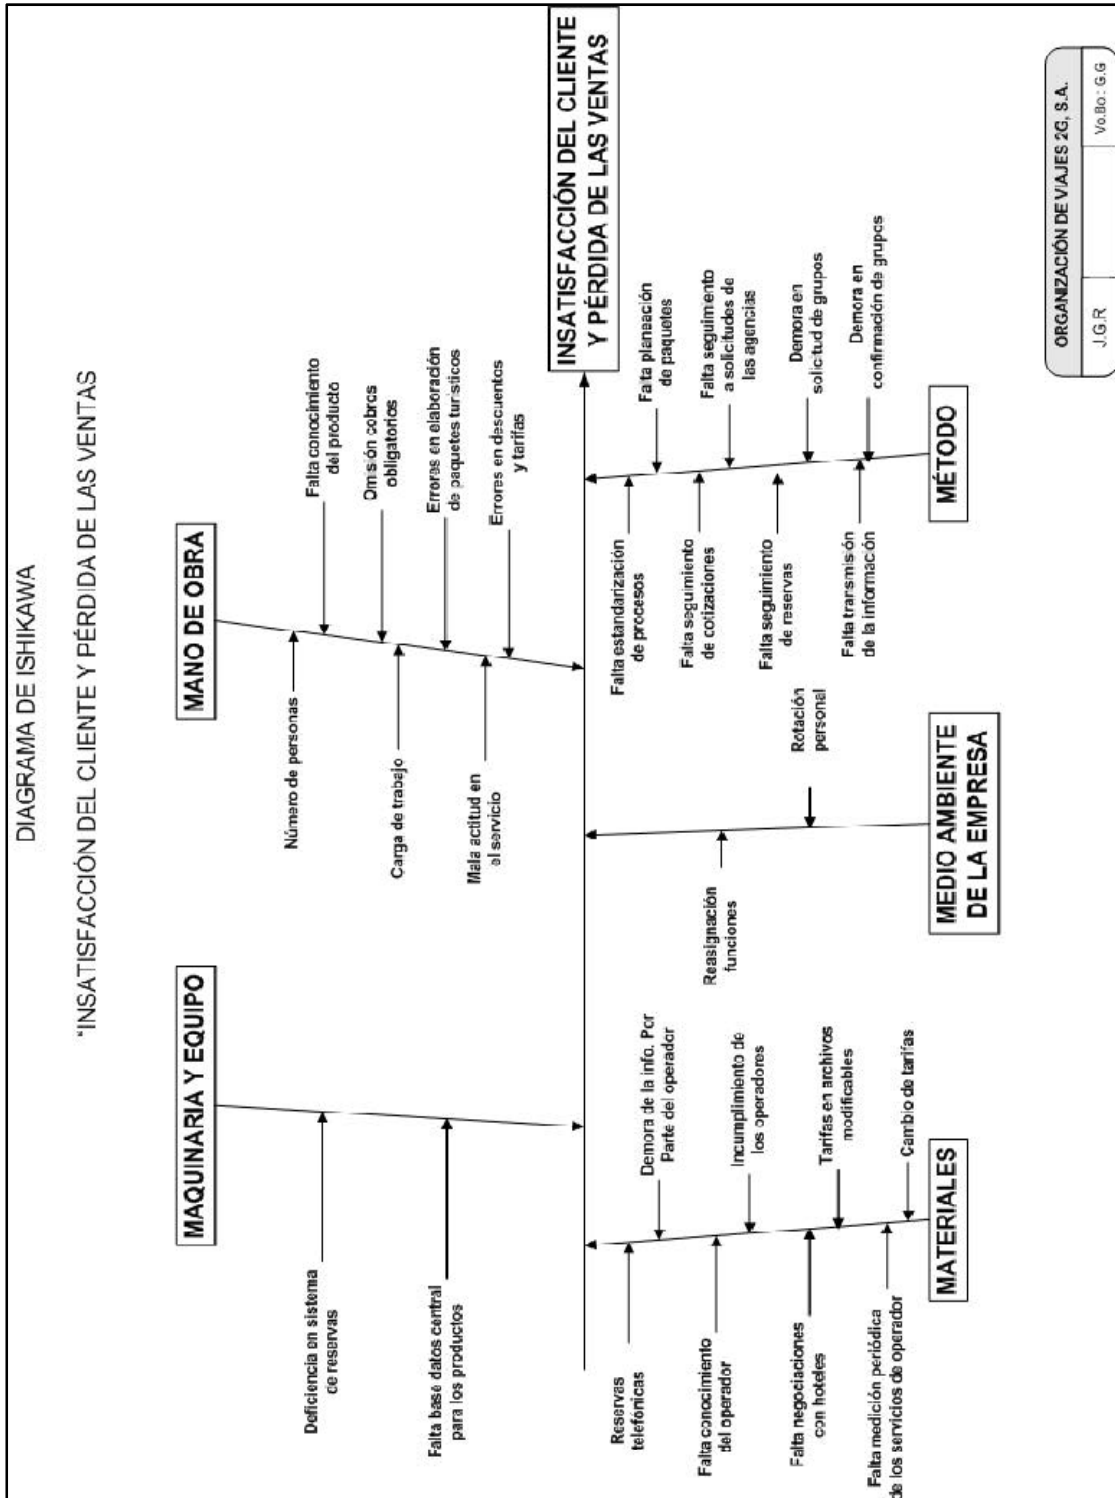 DIAGRAMA DE ISHIKAWA
"INSATISFACCIÓN DEL CLIENTE Y PÉRDIDA DE LAS VENTAS
MAQUINARIA Y EQUIPO
Deficiencia en sistema
de reservas
Falta base datos central
para los productos
MANO DE OBRA
Número de personas
Carga de trabajo
Mala actitud en
el servicio
Falta conocimiento
del producto
Omisión cobros
obligatorios
Errores en elaboración
de paquetes turísticos
Errores en descuentos
y tarifas
INSATISFACCIÓN DEL CLIENTE
Y PÉRDIDA DE LAS VENTAS
Reservas
telefónicas
Falta conocimiento
del operador
Falta negociaciones
con hoteles
Falta medición periódica
de los servicios de operador
Demora de la info. Por
Parte del operador
Incumplimiento de
los operadores
Tarifas en archivos
modificables
Cambio de tarifas
MATERIALES
Reasignación
funciones
Rotación
personal
MEDIO AMBIENTE
DE LA EMPRESA
Falta estandarización
de procesos
Falta seguimiento
de cotizaciones
Falta seguimiento
de reservas
Falta transmisión
de la información
Falta planeación
de paquetes
Falta seguimiento
a solicitudes de
las agencias
Demora en
solicitud de grupos
Demora en
confirmación de grupos
MÉTODO
ORGANIZACIÓN DE VIAJES 2G, S.A.
J.G.R
Vo.Bo : G.G